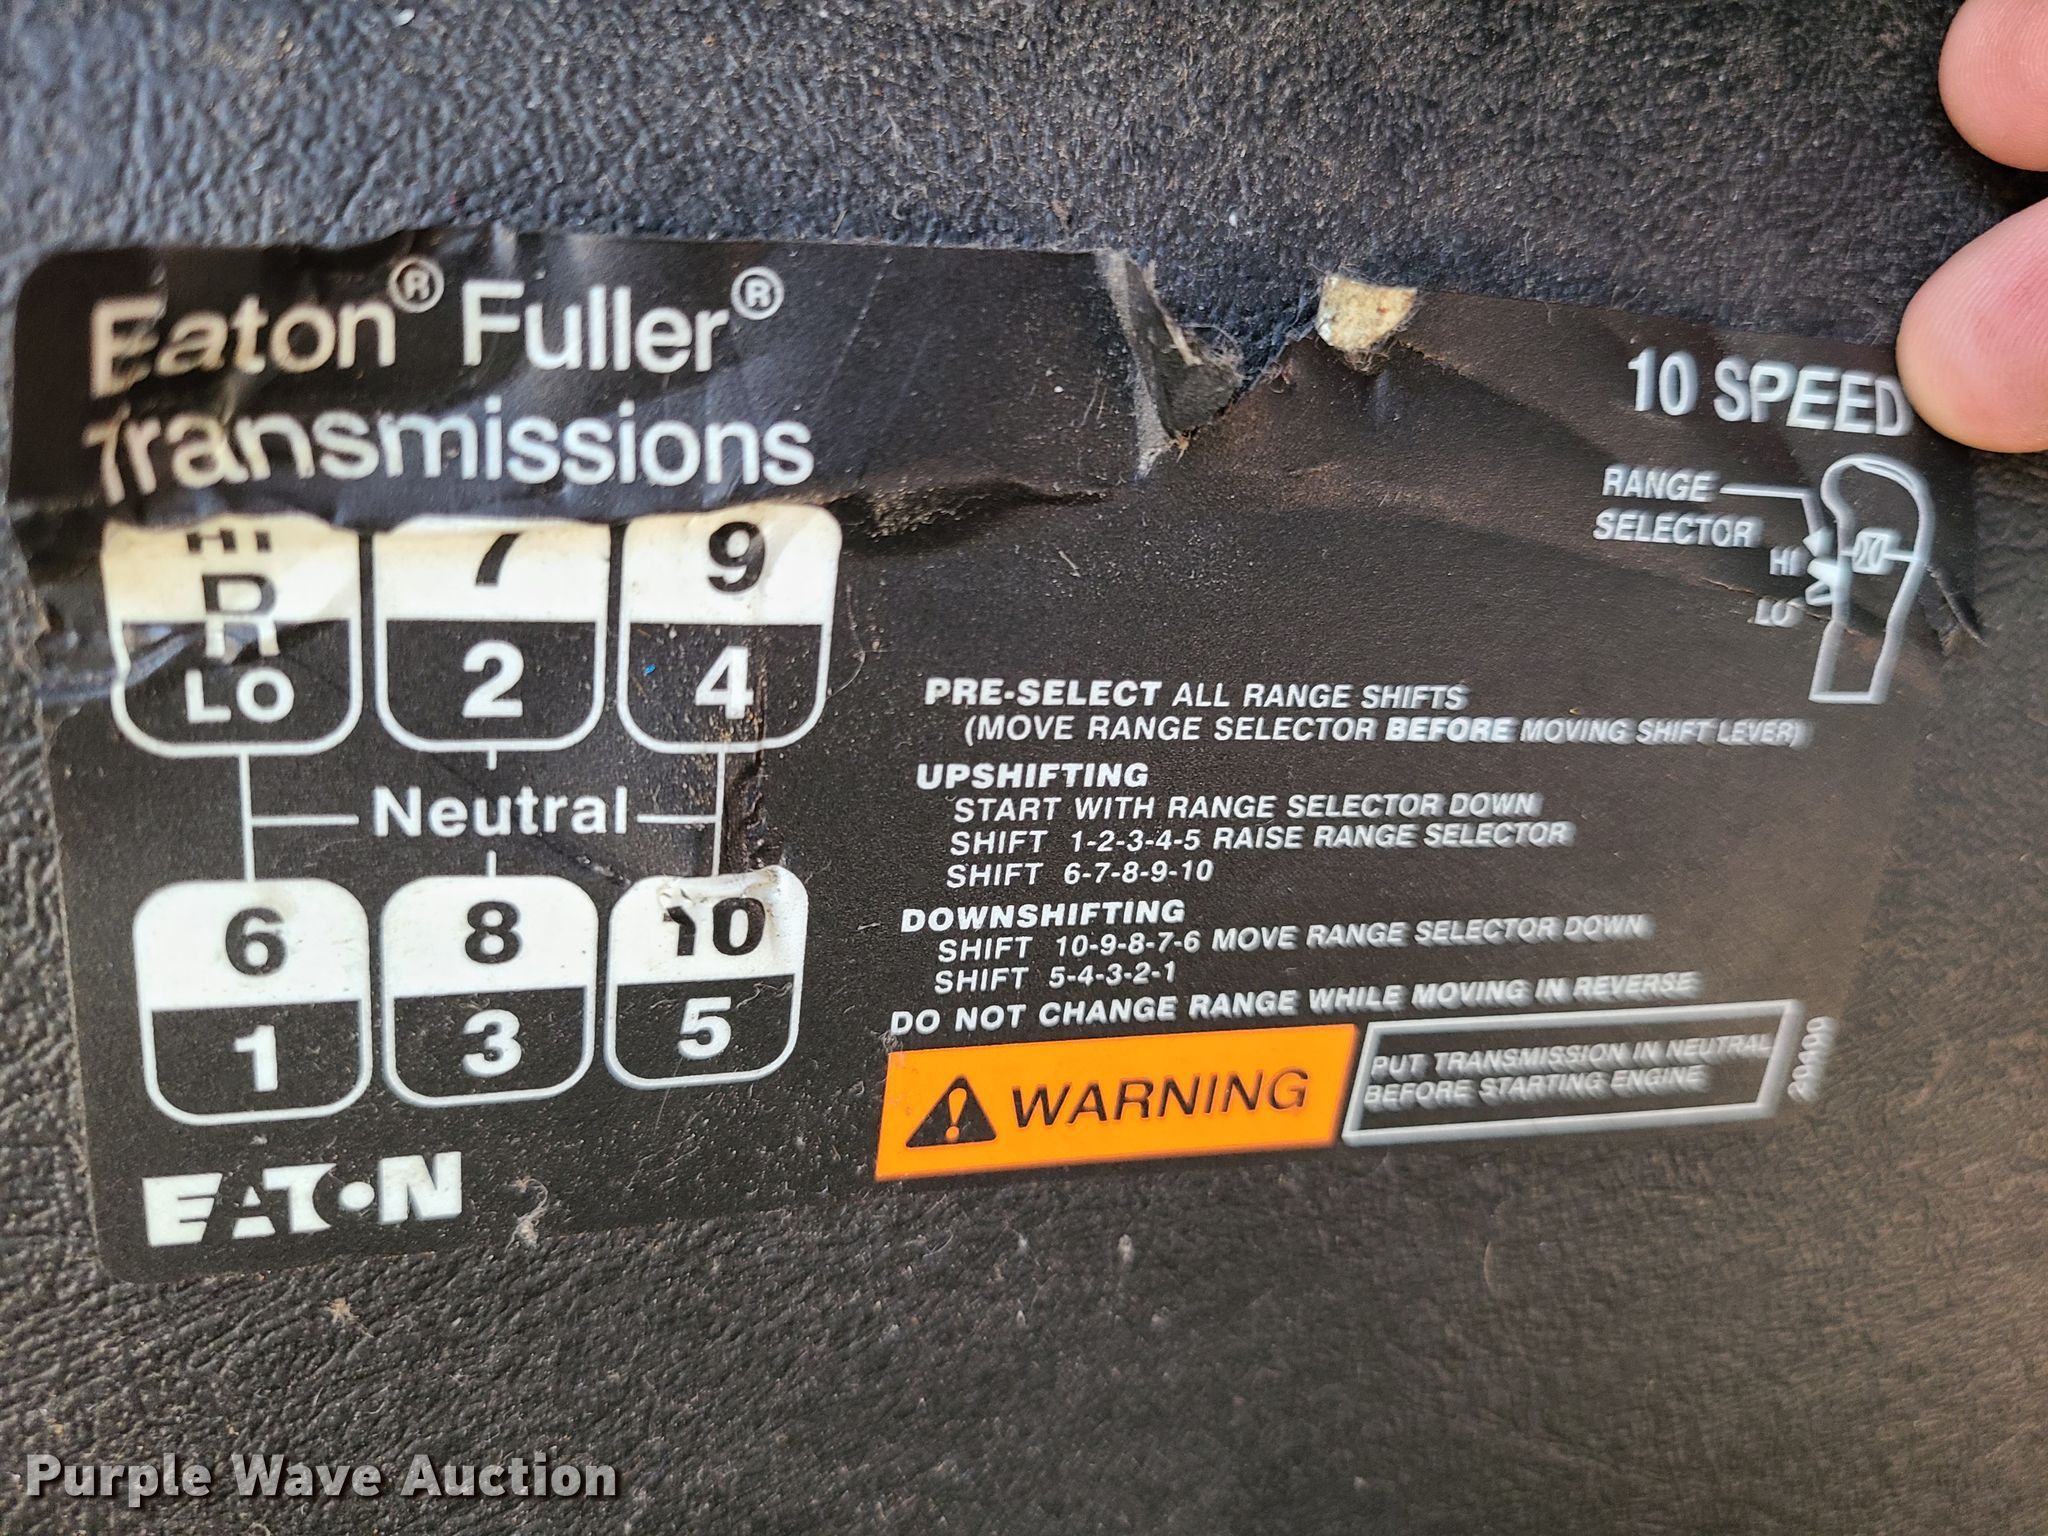 Eaton® Fuller®
Transmissions
10 SPEED
RANGE
SELECTOR
HI
LO
HI 7 9
R
LO 2 4
Neutral
6 8 10
1 3 5
PRE-SELECT ALL RANGE SHIFTS
(MOVE RANGE SELECTOR BEFORE MOVING SHIFT LEVER)
UPSHIFTING
START WITH RANGE SELECTOR DOWN
SHIFT 1-2-3-4-5 RAISE RANGE SELECTOR
SHIFT 6-7-8-9-10
DOWNSHIFTING
SHIFT 10-9-8-7-6 MOVE RANGE SELECTOR DOWN
SHIFT 5-4-3-2-1
DO NOT CHANGE RANGE WHILE MOVING IN REVERSE
WARNING
PUT TRANSMISSION IN NEUTRAL
BEFORE STARTING ENGINE
EATON
Purple Wave Auction